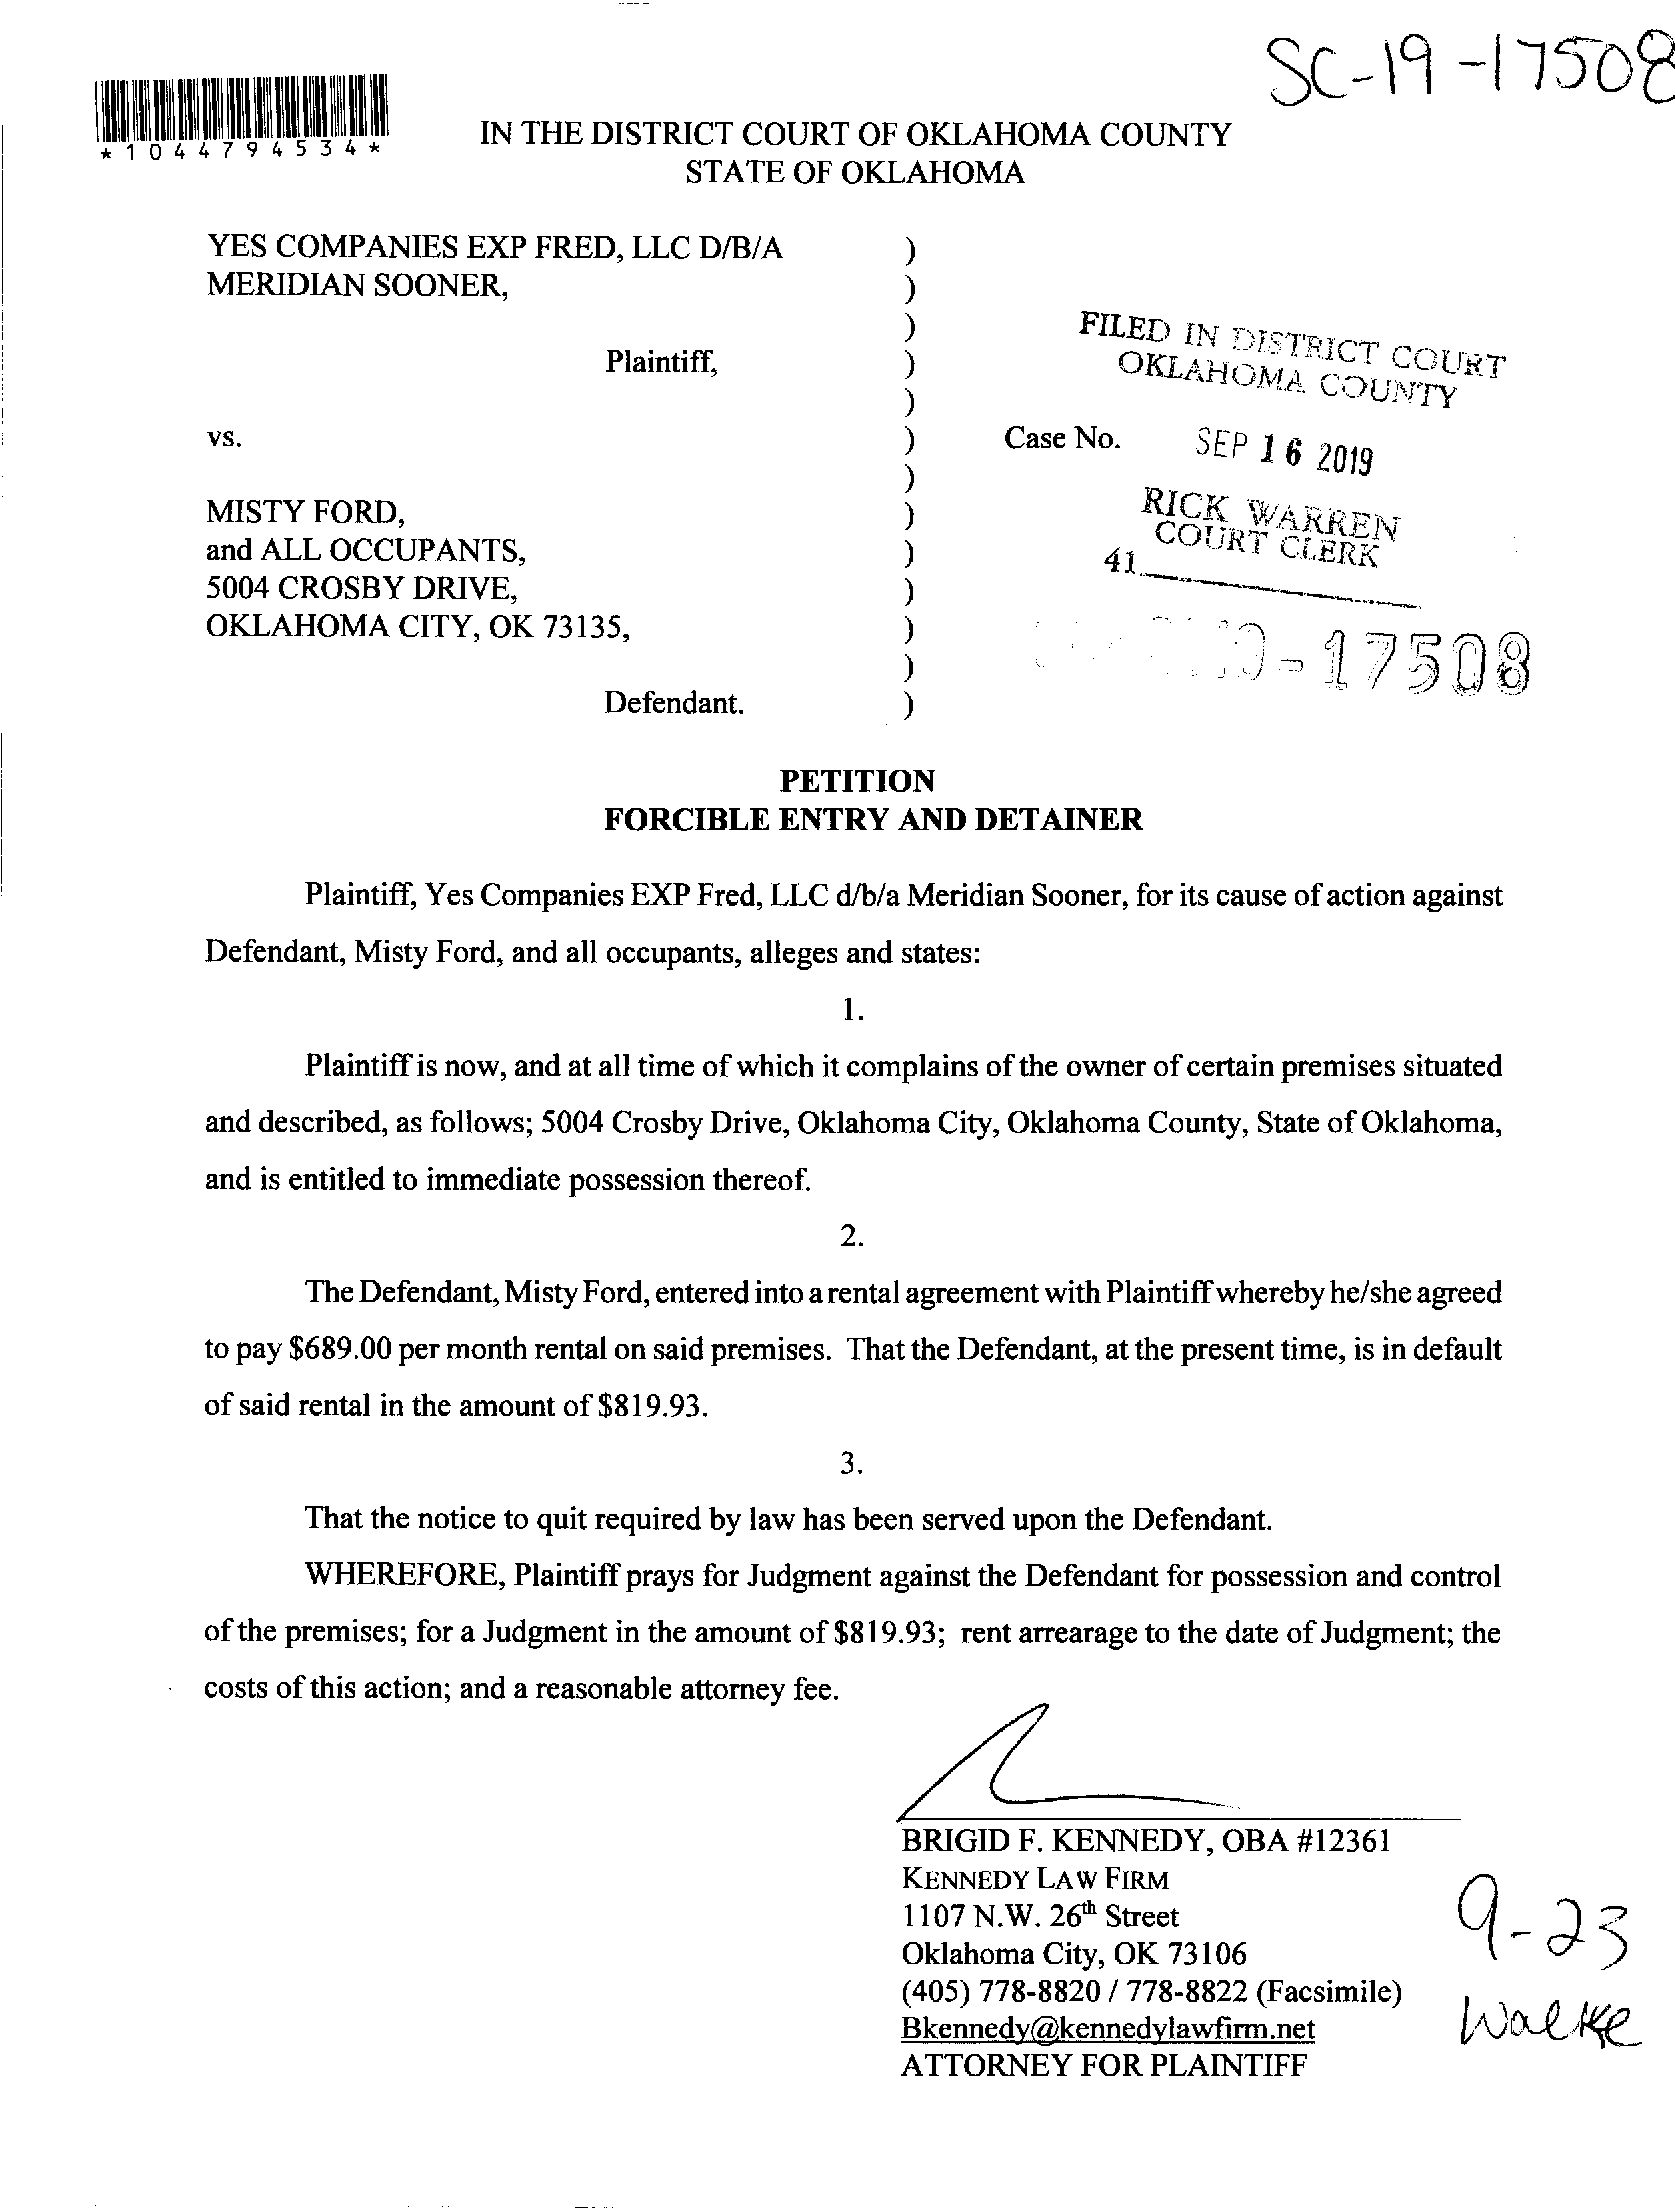 SC-19-17508
*1044794534*
IN THE DISTRICT COURT OF OKLAHOMA COUNTY
STATE OF OKLAHOMA
YES COMPANIES EXP FRED, LLC D/B/A )
MERIDIAN SOONER, )
)
Plaintiff, )
)
vs. ) Case No.
)
MISTY FORD, )
and ALL OCCUPANTS, )
5004 CROSBY DRIVE, )
OKLAHOMA CITY, OK 73135, )
)
Defendant. )
FILED IN DISTRICT COURT
OKLAHOMA COUNTY
SEP 16 2019
RICK WARREN
COURT CLERK
41
-17508
PETITION
FORCIBLE ENTRY AND DETAINER
Plaintiff, Yes Companies EXP Fred, LLC d/b/a Meridian Sooner, for its cause of action against
Defendant, Misty Ford, and all occupants, alleges and states:
1.
Plaintiff is now, and at all time of which it complains of the owner of certain premises situated
and described, as follows; 5004 Crosby Drive, Oklahoma City, Oklahoma County, State of Oklahoma,
and is entitled to immediate possession thereof.
2.
The Defendant, Misty Ford, entered into a rental agreement with Plaintiff whereby he/she agreed
to pay $689.00 per month rental on said premises. That the Defendant, at the present time, is in default
of said rental in the amount of $819.93.
3.
That the notice to quit required by law has been served upon the Defendant.
WHEREFORE, Plaintiff prays for Judgment against the Defendant for possession and control
of the premises; for a Judgment in the amount of $819.93; rent arrearage to the date of Judgment; the
costs of this action; and a reasonable attorney fee.
BRIGID F. KENNEDY, OBA #12361
KENNEDY LAW FIRM
1107 N.W. 26th Street
Oklahoma City, OK 73106
(405) 778-8820 / 778-8822 (Facsimile)
Bkennedy@kennedylawfirm.net
ATTORNEY FOR PLAINTIFF
9-23
Walke